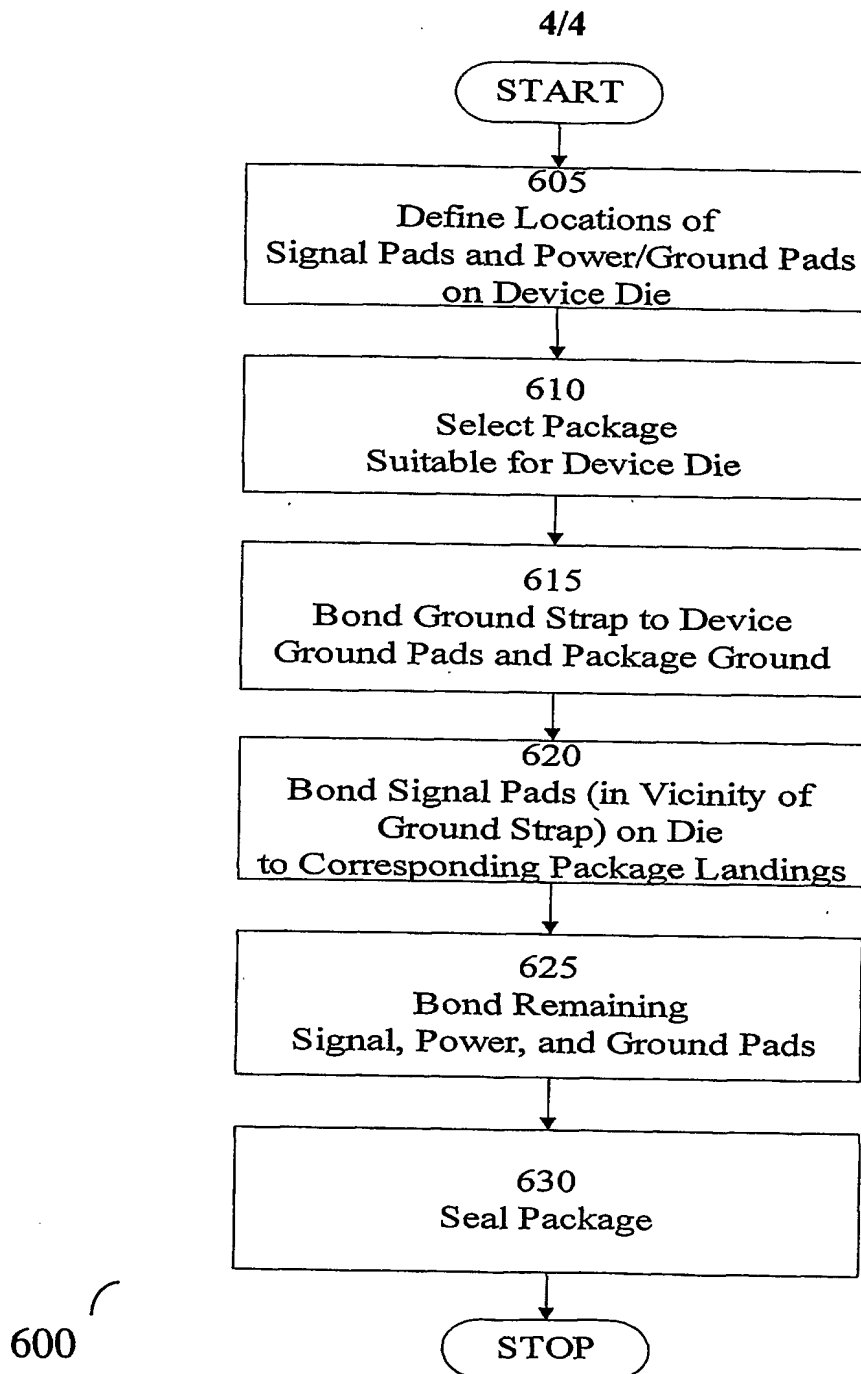 4/4
START
605
Define Locations of
Signal Pads and Power/Ground Pads
on Device Die
610
Select Package
Suitable for Device Die
615
Bond Ground Strap to Device
Ground Pads and Package Ground
620
Bond Signal Pads (in Vicinity of
Ground Strap) on Die
to Corresponding Package Landings
625
Bond Remaining
Signal, Power, and Ground Pads
630
Seal Package
600
STOP